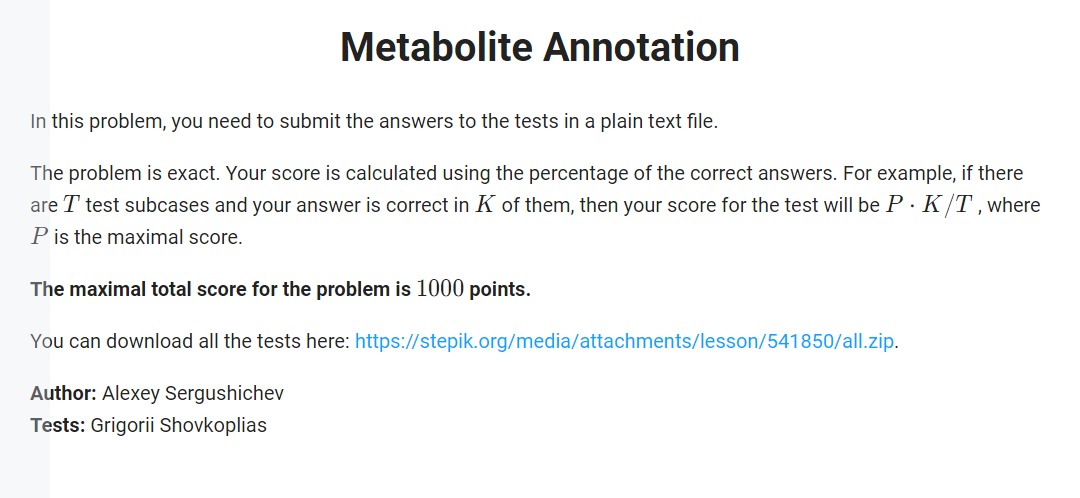 Metabolite Annotation
In this problem, you need to submit the answers to the tests in a plain text file.
The problem is exact. Your score is calculated using the percentage of the correct answers. For example, if there
are T test subcases and your answer is correct in K of them, then your score for the test will be P · K/T , where
P is the maximal score.
The maximal total score for the problem is 1000 points.
You can download all the tests here: https://stepik.org/media/attachments/lesson/541850/all.zip.
Author: Alexey Sergushichev
Tests: Grigorii Shovkoplias